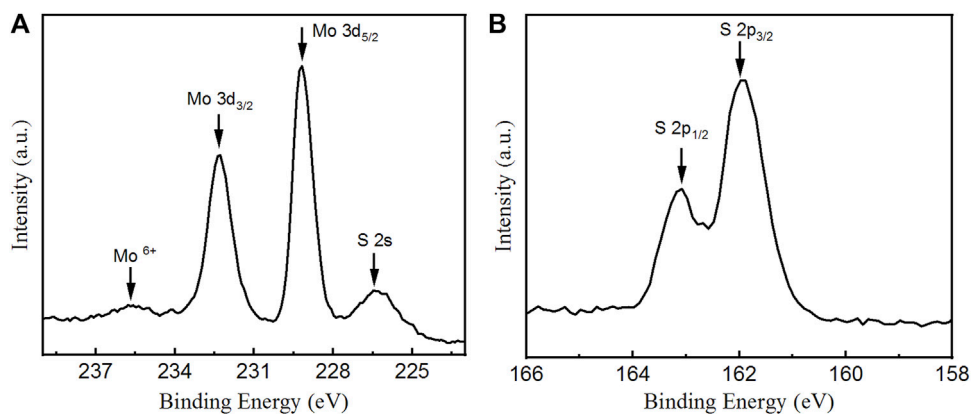 A
Mo 3d5/2
Mo 3d3/2
S 2s
Mo 6+
Intensity (a.u.)
237 234 231 228 225
Binding Energy (eV)
B
S 2p3/2
S 2p1/2
Intensity (a.u.)
166 164 162 160 158
Binding Energy (eV)